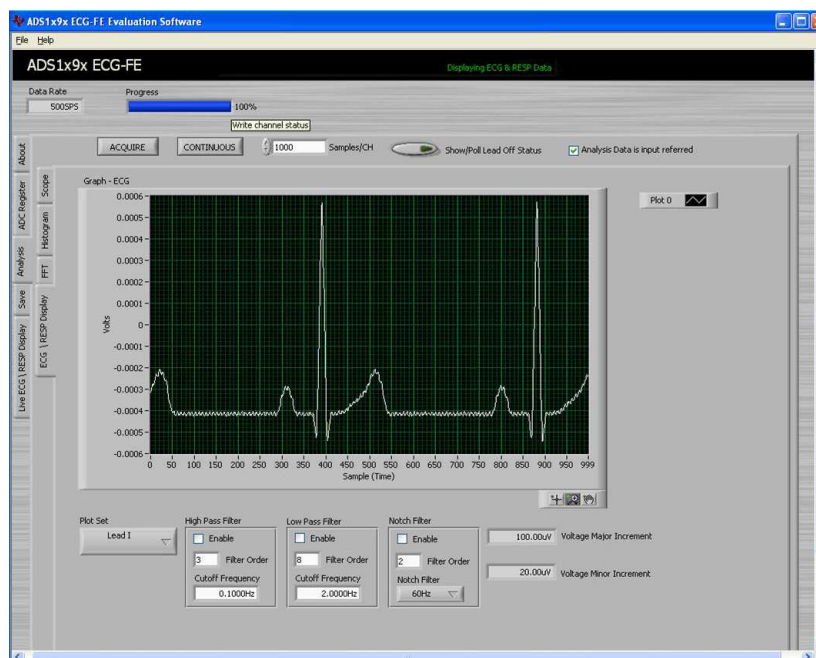 ADS1x9x ECG-FE Evaluation Software
File Help
ADS1x9x ECG-FE
Displaying ECG & RESP Data
Data Rate
500SPS
Progress
100%
Write channel status
ACQUIRE
CONTINUOUS
1000
Samples/CH
Show/Poll Lead Off Status
Analysis Data is input referred
About
ADC Register
Analysis
Save
Live ECG \ RESP Display
Scope
Histogram
FFT
ECG \ RESP Display
Graph - ECG
Plot 0
Volts
0.0006
0.0005
0.0004
0.0003
0.0002
0.0001
0
-0.0001
-0.0002
-0.0003
-0.0004
-0.0005
-0.0006
0 50 100 150 200 250 300 350 400 450 500 550 600 650 700 750 800 850 900 950 999
Sample (Time)
Plot Set
Lead I
High Pass Filter
Enable
3 Filter Order
Cutoff Frequency
0.1000Hz
Low Pass Filter
Enable
8 Filter Order
Cutoff Frequency
2.0000Hz
Notch Filter
Enable
2 Filter Order
Notch Filter
60Hz
100.00uV Voltage Major Increment
20.00uV Voltage Minor Increment